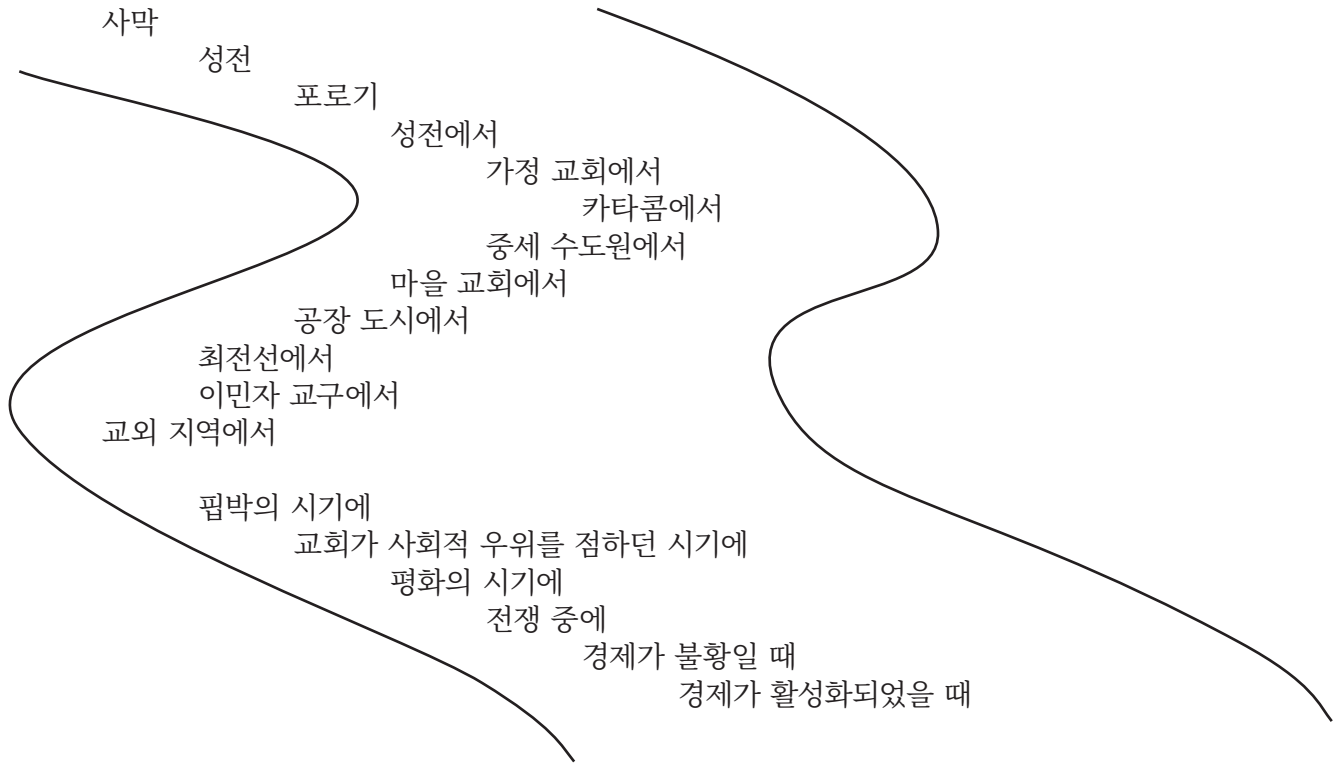 사막
성전
포로기
성전에서
가정 교회에서
카타콤에서
중세 수도원에서
마을 교회에서
공장 도시에서
최전선에서
이민자 교구에서
교외 지역에서
핍박의 시기에
교회가 사회적 우위를 점하던 시기에
평화의 시기에
전쟁 중에
경제가 불황일 때
경제가 활성화되었을 때